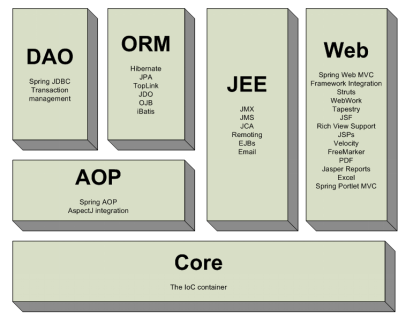 DAO
Spring JDBC
Transaction
management
ORM
Hibernate
JPA
TopLink
JDO
OJB
iBatis
JEE
JMX
JMS
JCA
Remoting
EJBs
Email
Web
Spring Web MVC
Framework Integration
Struts
WebWork
Tapestry
JSF
Rich View Support
JSPs
Velocity
FreeMarker
PDF
Jasper Reports
Excel
Spring Portlet MVC
AOP
Spring AOP
AspectJ integration
Core
The IoC container